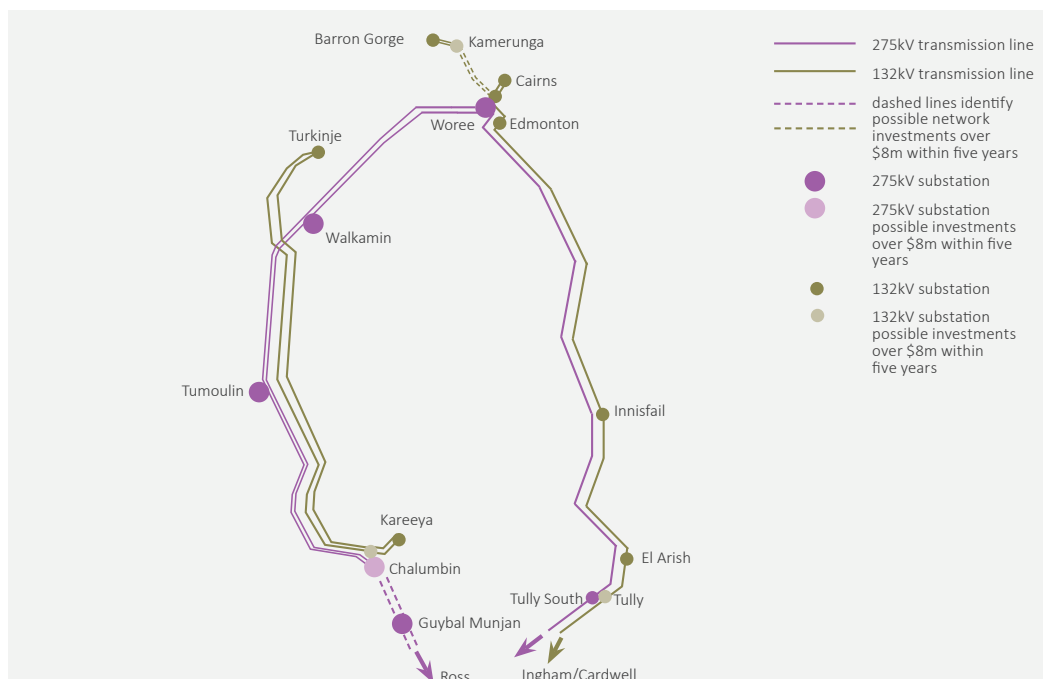 Barron Gorge
Kamerunga
Cairns
Woree
Edmonton
Turkinje
Walkamin
Tumoulin
Innisfail
Kareeya
Chalumbin
El Arish
Tully South
Tully
Guybal Munjan
Ross
Ingham/Cardwell
275kV transmission line
132kV transmission line
dashed lines identify
possible network
investments over
$8m within five years
275kV substation
275kV substation
possible investments
over $8m within five
years
132kV substation
132kV substation
possible investments
over $8m within
five years